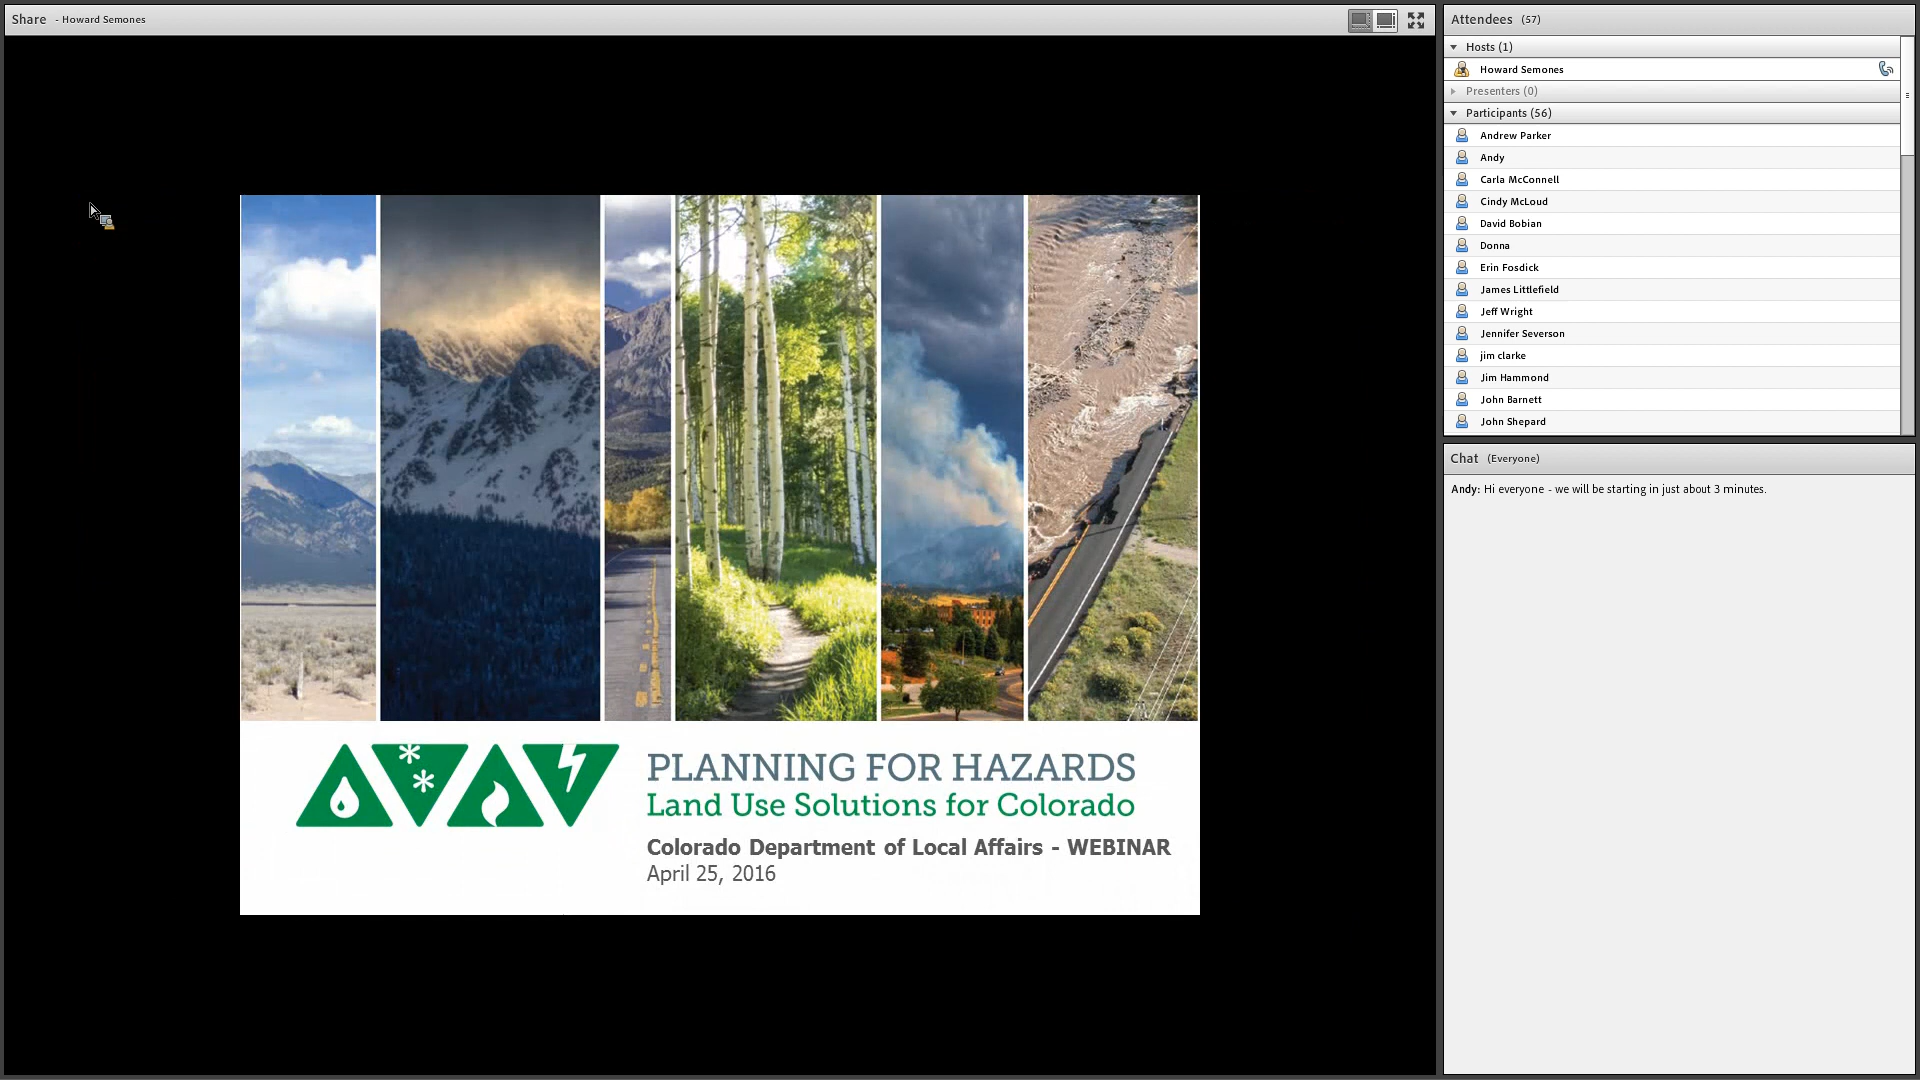 Share - Howard Semones
Attendees (57)
Hosts (1)
Howard Semones
Presenters (0)
Participants (56)
Andrew Parker
Andy
Carla McConnell
Cindy McLoud
David Bobian
Donna
Erin Fosdick
James Littlefield
Jeff Wright
Jennifer Severson
jim clarke
Jim Hammond
John Barnett
John Shepard
Chat (Everyone)
Andy: Hi everyone - we will be starting in just about 3 minutes.
PLANNING FOR HAZARDS
Land Use Solutions for Colorado
Colorado Department of Local Affairs - WEBINAR
April 25, 2016